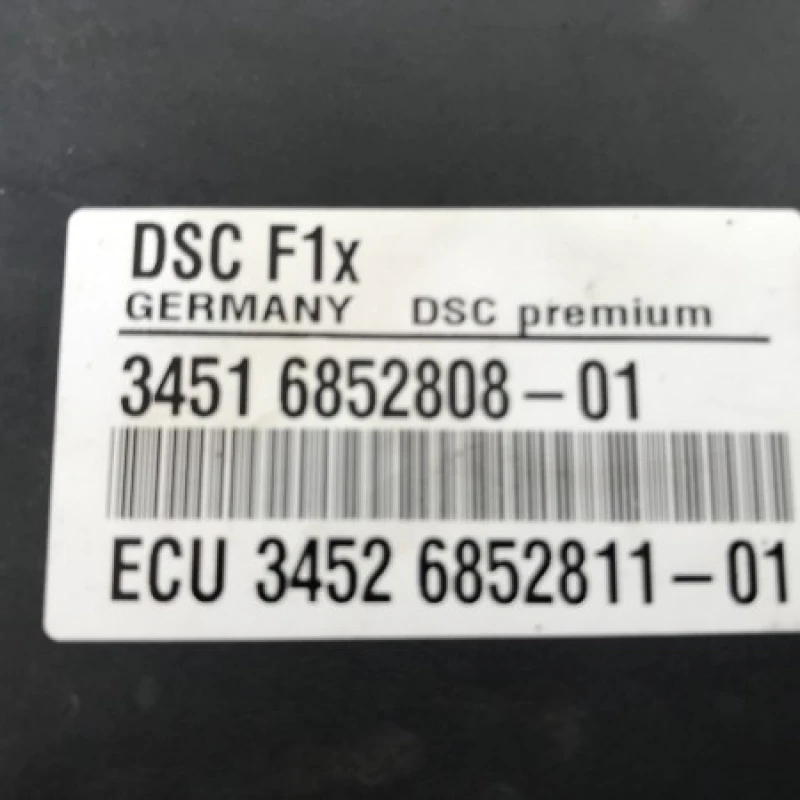 DSC F1x
GERMANY DSC premium
3451 6852808-01
ECU 3452 6852811-01